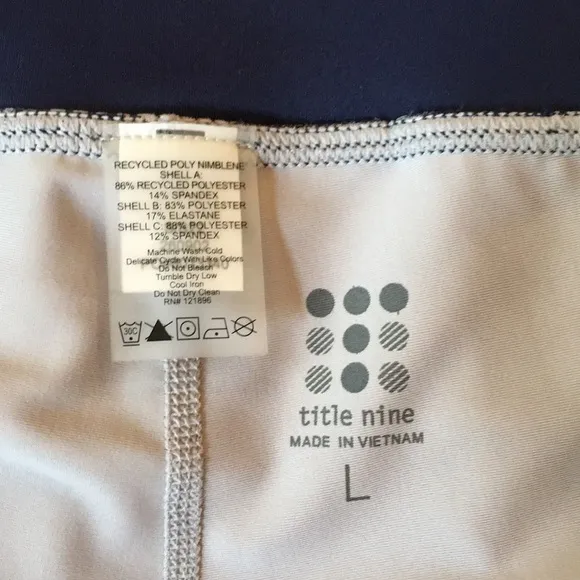 RECYCLED POLY NIMBLENE
SHELL A:
86% RECYCLED POLYESTER
14% SPANDEX
SHELL B: 83% POLYESTER
17% ELASTANE
SHELL C: 88% POLYESTER
12% SPANDEX
Machine Wash Cold
Delicate Cycle With Like Colors
Do Not Bleach
Tumble Dry Low
Cool Iron
Do Not Dry Clean
RN# 121896
30C
title nine
MADE IN VIETNAM
L